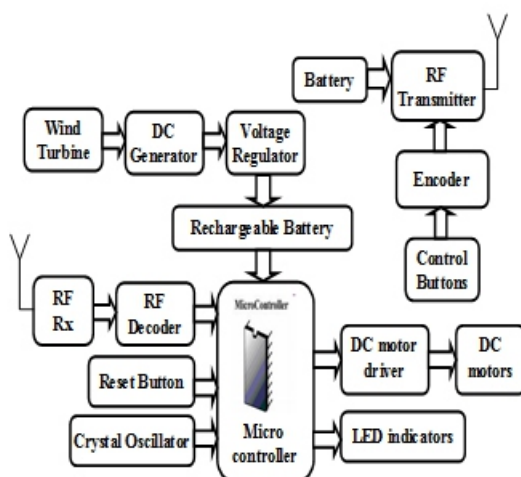 Battery
RF
Transmitter
Wind
Turbine
DC
Generator
Voltage
Regulator
Encoder
Rechargeable Battery
Control
Buttons
RF
Rx
RF
Decoder
MicroController
Reset Button
DC motor
driver
DC
motors
Crystal Oscillator
Micro
controller
LED indicators